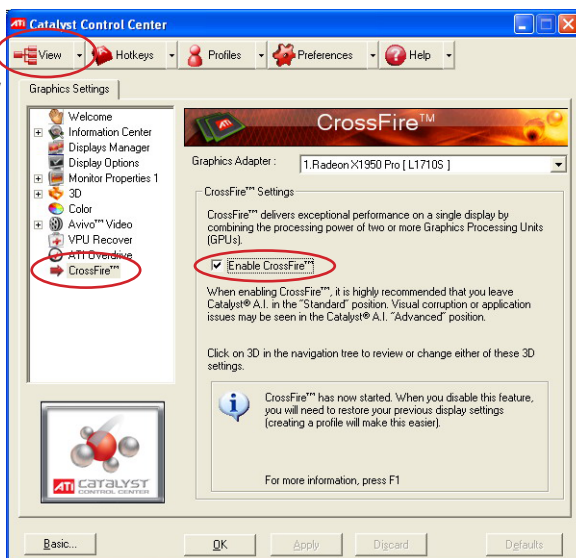 ATI Catalyst Control Center
View Hotkeys Profiles Preferences Help
Graphics Settings
Welcome
Information Center
Displays Manager
Display Options
Monitor Properties 1
3D
Color
Avivo™ Video
VPU Recover
ATI Overdrive
CrossFire™
ATI CATALYST
CONTROL CENTER
CrossFire™
Graphics Adapter : 1.Radeon X1950 Pro [ L1710S ]
CrossFire™ Settings
CrossFire™ delivers exceptional performance on a single display by
combining the processing power of two or more Graphics Processing Units
(GPUs).
Enable CrossFire™
When enabling CrossFire™, it is highly recommended that you leave
Catalyst® A.I. in the "Standard" position. Visual corruption or application
issues may be seen in the Catalyst® A.I. "Advanced" position.
Click on 3D in the navigation tree to review or change either of these 3D
settings.
CrossFire™ has now started. When you disable this feature,
you will need to restore your previous display settings
(creating a profile will make this easier).
For more information, press F1
Basic... OK Apply Discard Defaults